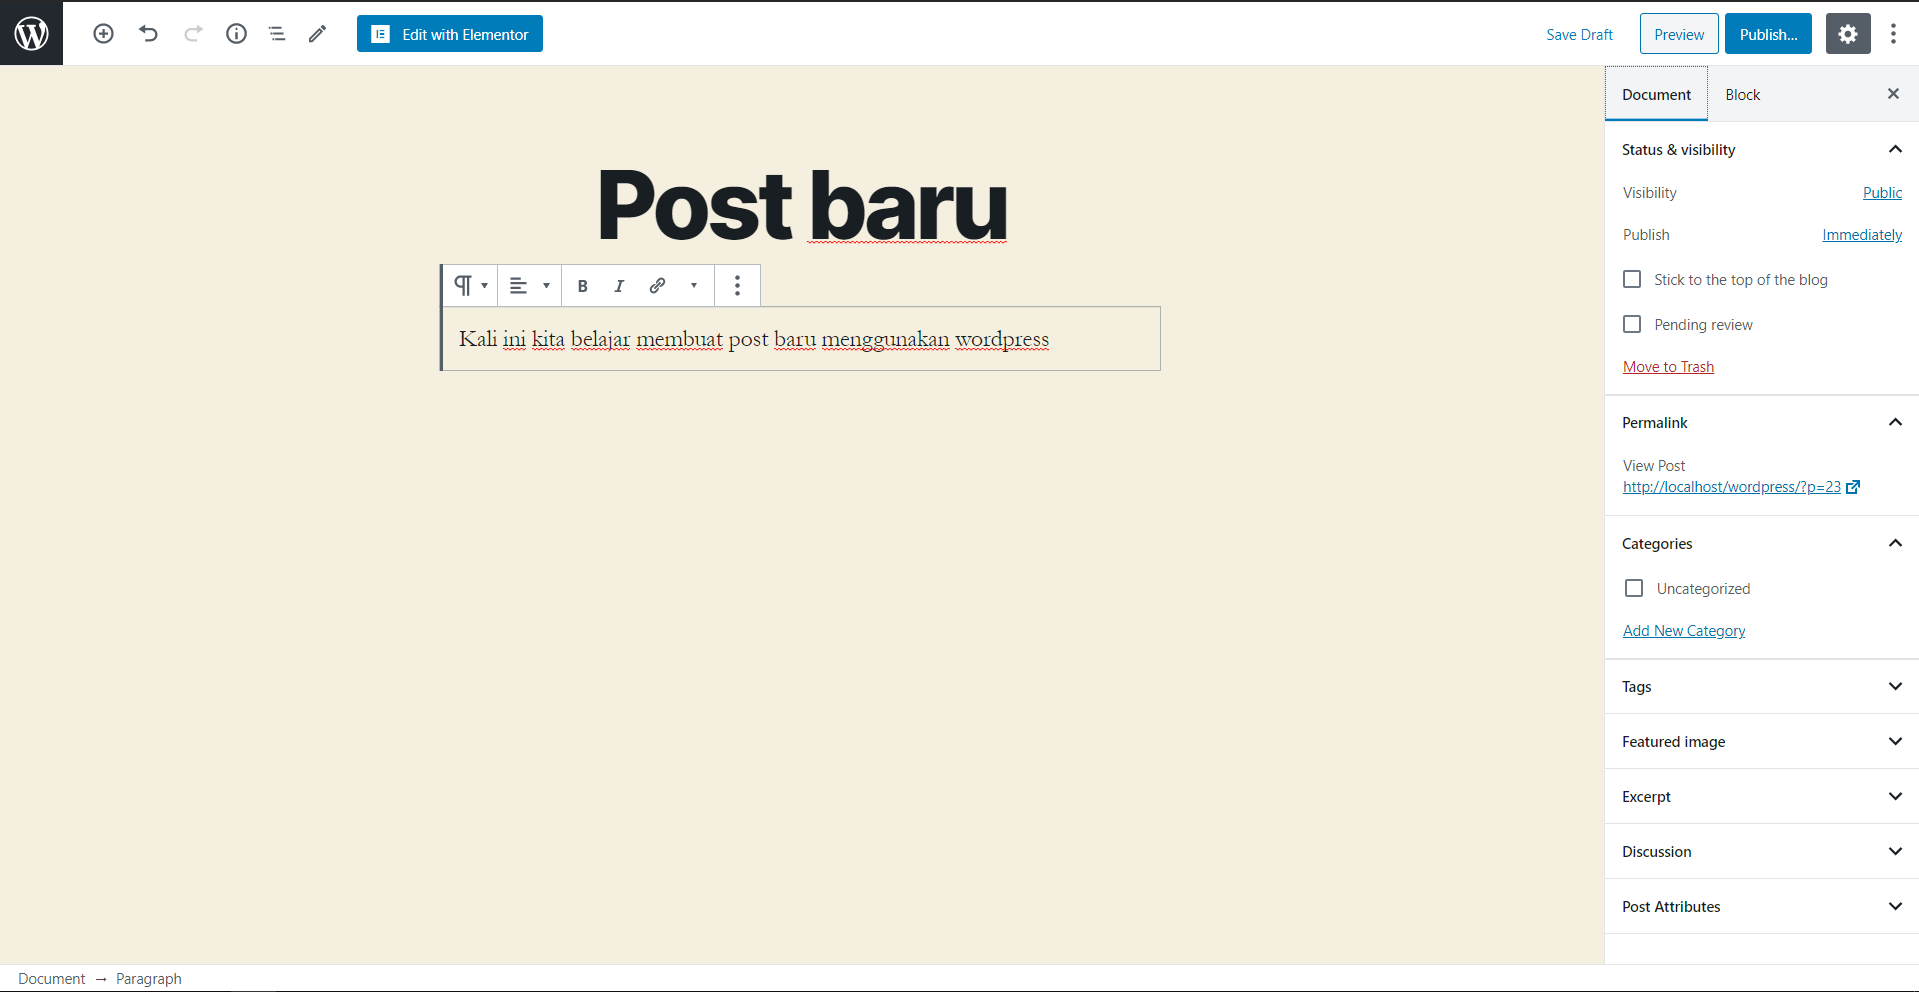 Edit with Elementor
Save Draft
Preview
Publish...
Document
Block
Post baru
B I
Kali ini kita belajar membuat post baru menggunakan wordpress
Status & visibility
Visibility Public
Publish Immediately
Stick to the top of the blog
Pending review
Move to Trash
Permalink
View Post
http://localhost/wordpress/?p=23
Categories
Uncategorized
Add New Category
Tags
Featured image
Excerpt
Discussion
Post Attributes
Document → Paragraph